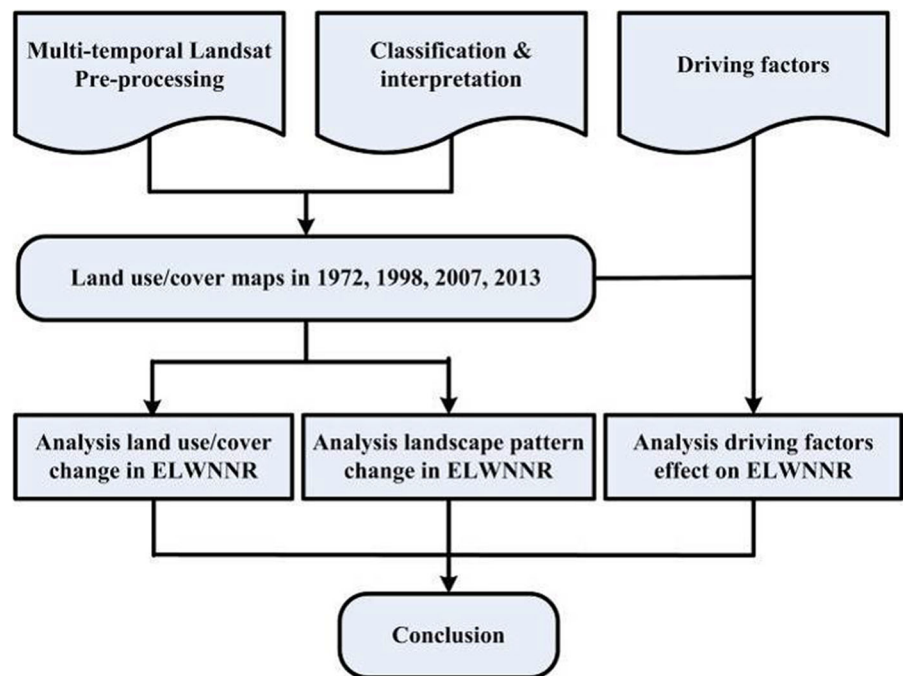 Multi-temporal Landsat
Pre-processing
Classification &
interpretation
Driving factors
Land use/cover maps in 1972, 1998, 2007, 2013
Analysis land use/cover
change in ELWNNR
Analysis landscape pattern
change in ELWNNR
Analysis driving factors
effect on ELWNNR
Conclusion